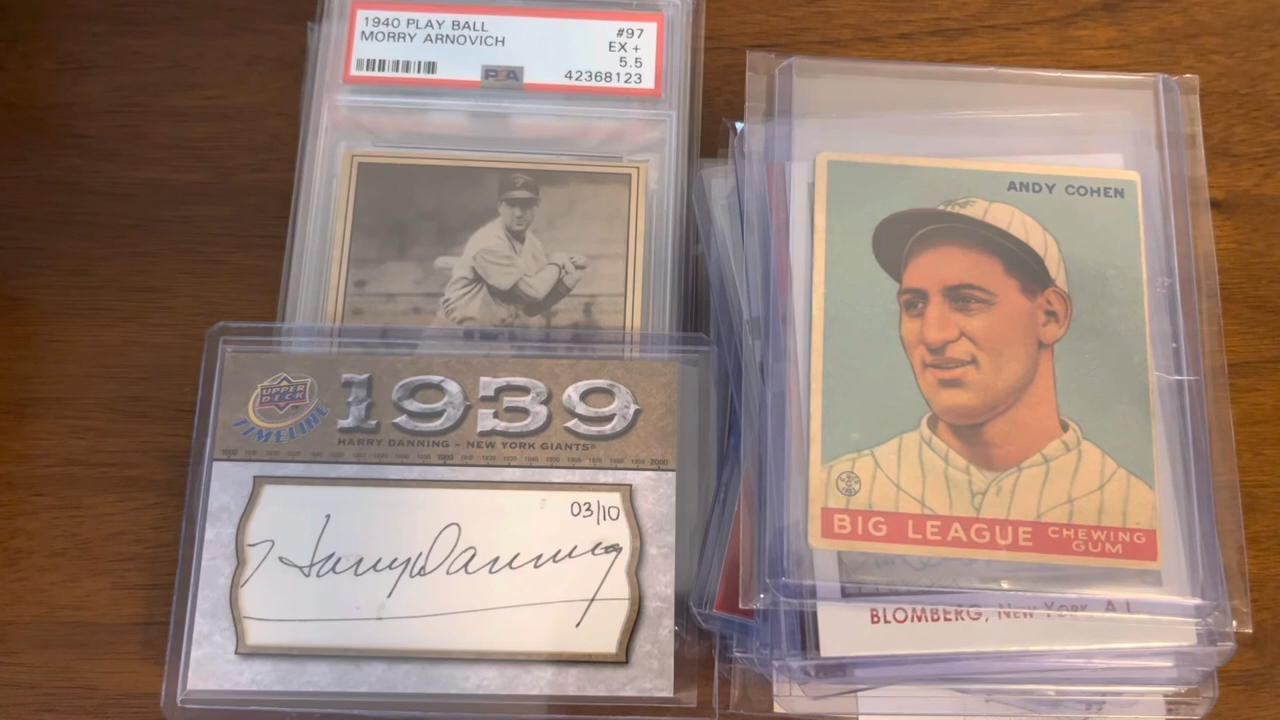 1940 PLAY BALL #97
MORRY ARNOVICH EX +
5.5
PSA 42368123
UPPER
DECK
TIMELINE
1939
HARRY DANNING – NEW YORK GIANTS
03/10
Harry Danning
ANDY COHEN
BIG LEAGUE CHEWING
GUM
BLOMBERG, NEW YORK, A.L.